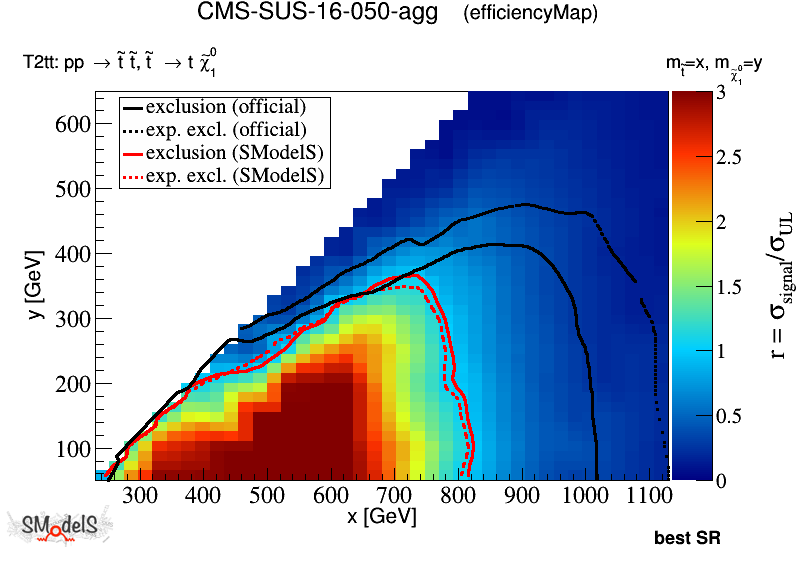 CMS-SUS-16-050-agg (efficiencyMap)
T2tt: pp → t̃ t̃, t̃ → t χ̃₁⁰
m_t̃=x, m_χ̃₁⁰=y
exclusion (official)
exp. excl. (official)
exclusion (SModelS)
exp. excl. (SModelS)
600
500
400
300
200
100
y [GeV]
300 400 500 600 700 800 900 1000 1100
x [GeV]
3
2.5
2
1.5
1
0.5
0
r = σ_signal/σ_UL
SModelS
best SR